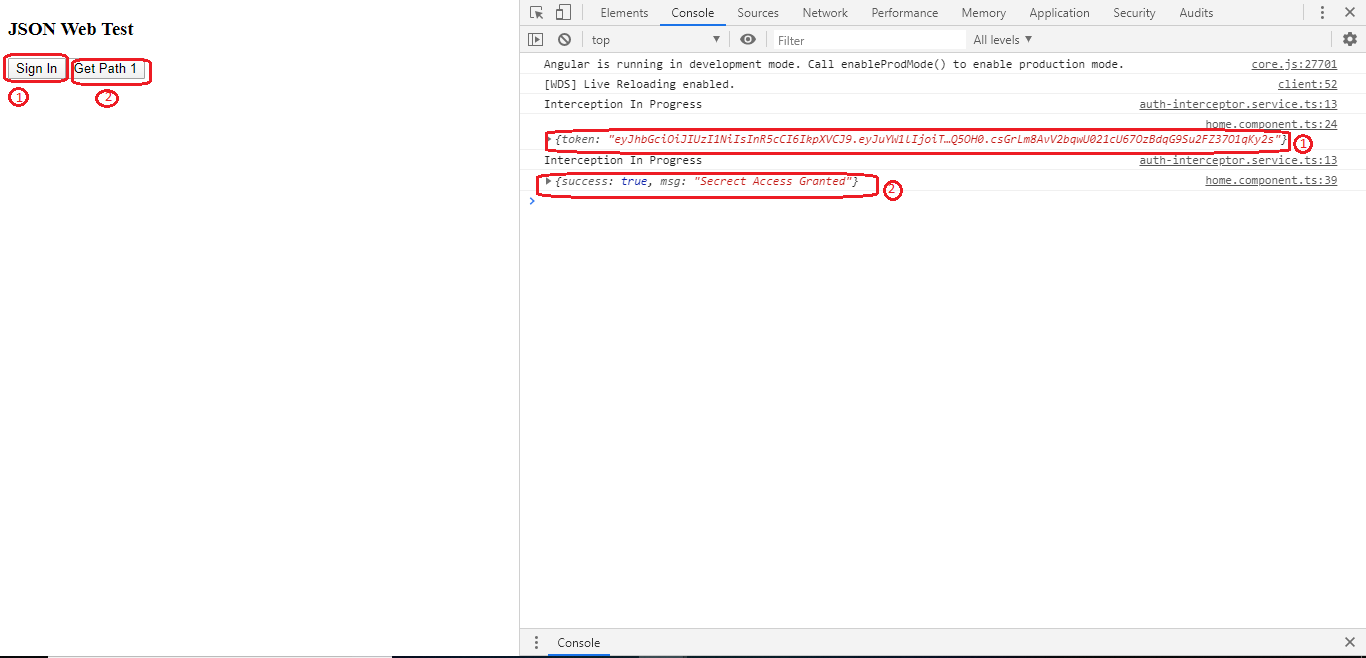 JSON Web Test
Sign In Get Path 1
1 2
Elements Console Sources Network Performance Memory Application Security Audits
top Filter All levels
Angular is running in development mode. Call enableProdMode() to enable production mode. core.js:27701
[WDS] Live Reloading enabled. client:52
Interception In Progress auth-interceptor.service.ts:13
home.component.ts:24
{token: "eyJhbGciOiJIUzI1NiIsInR5cCI6IkpXVCJ9.eyJuYW1lIjoiT…Q5OH0.csGrLm8AvV2bqwU021cU67OzBdqG9Su2FZ37O1qKy2s"} 1
Interception In Progress auth-interceptor.service.ts:13
{success: true, msg: "Secrect Access Granted"} 2 home.component.ts:39
Console